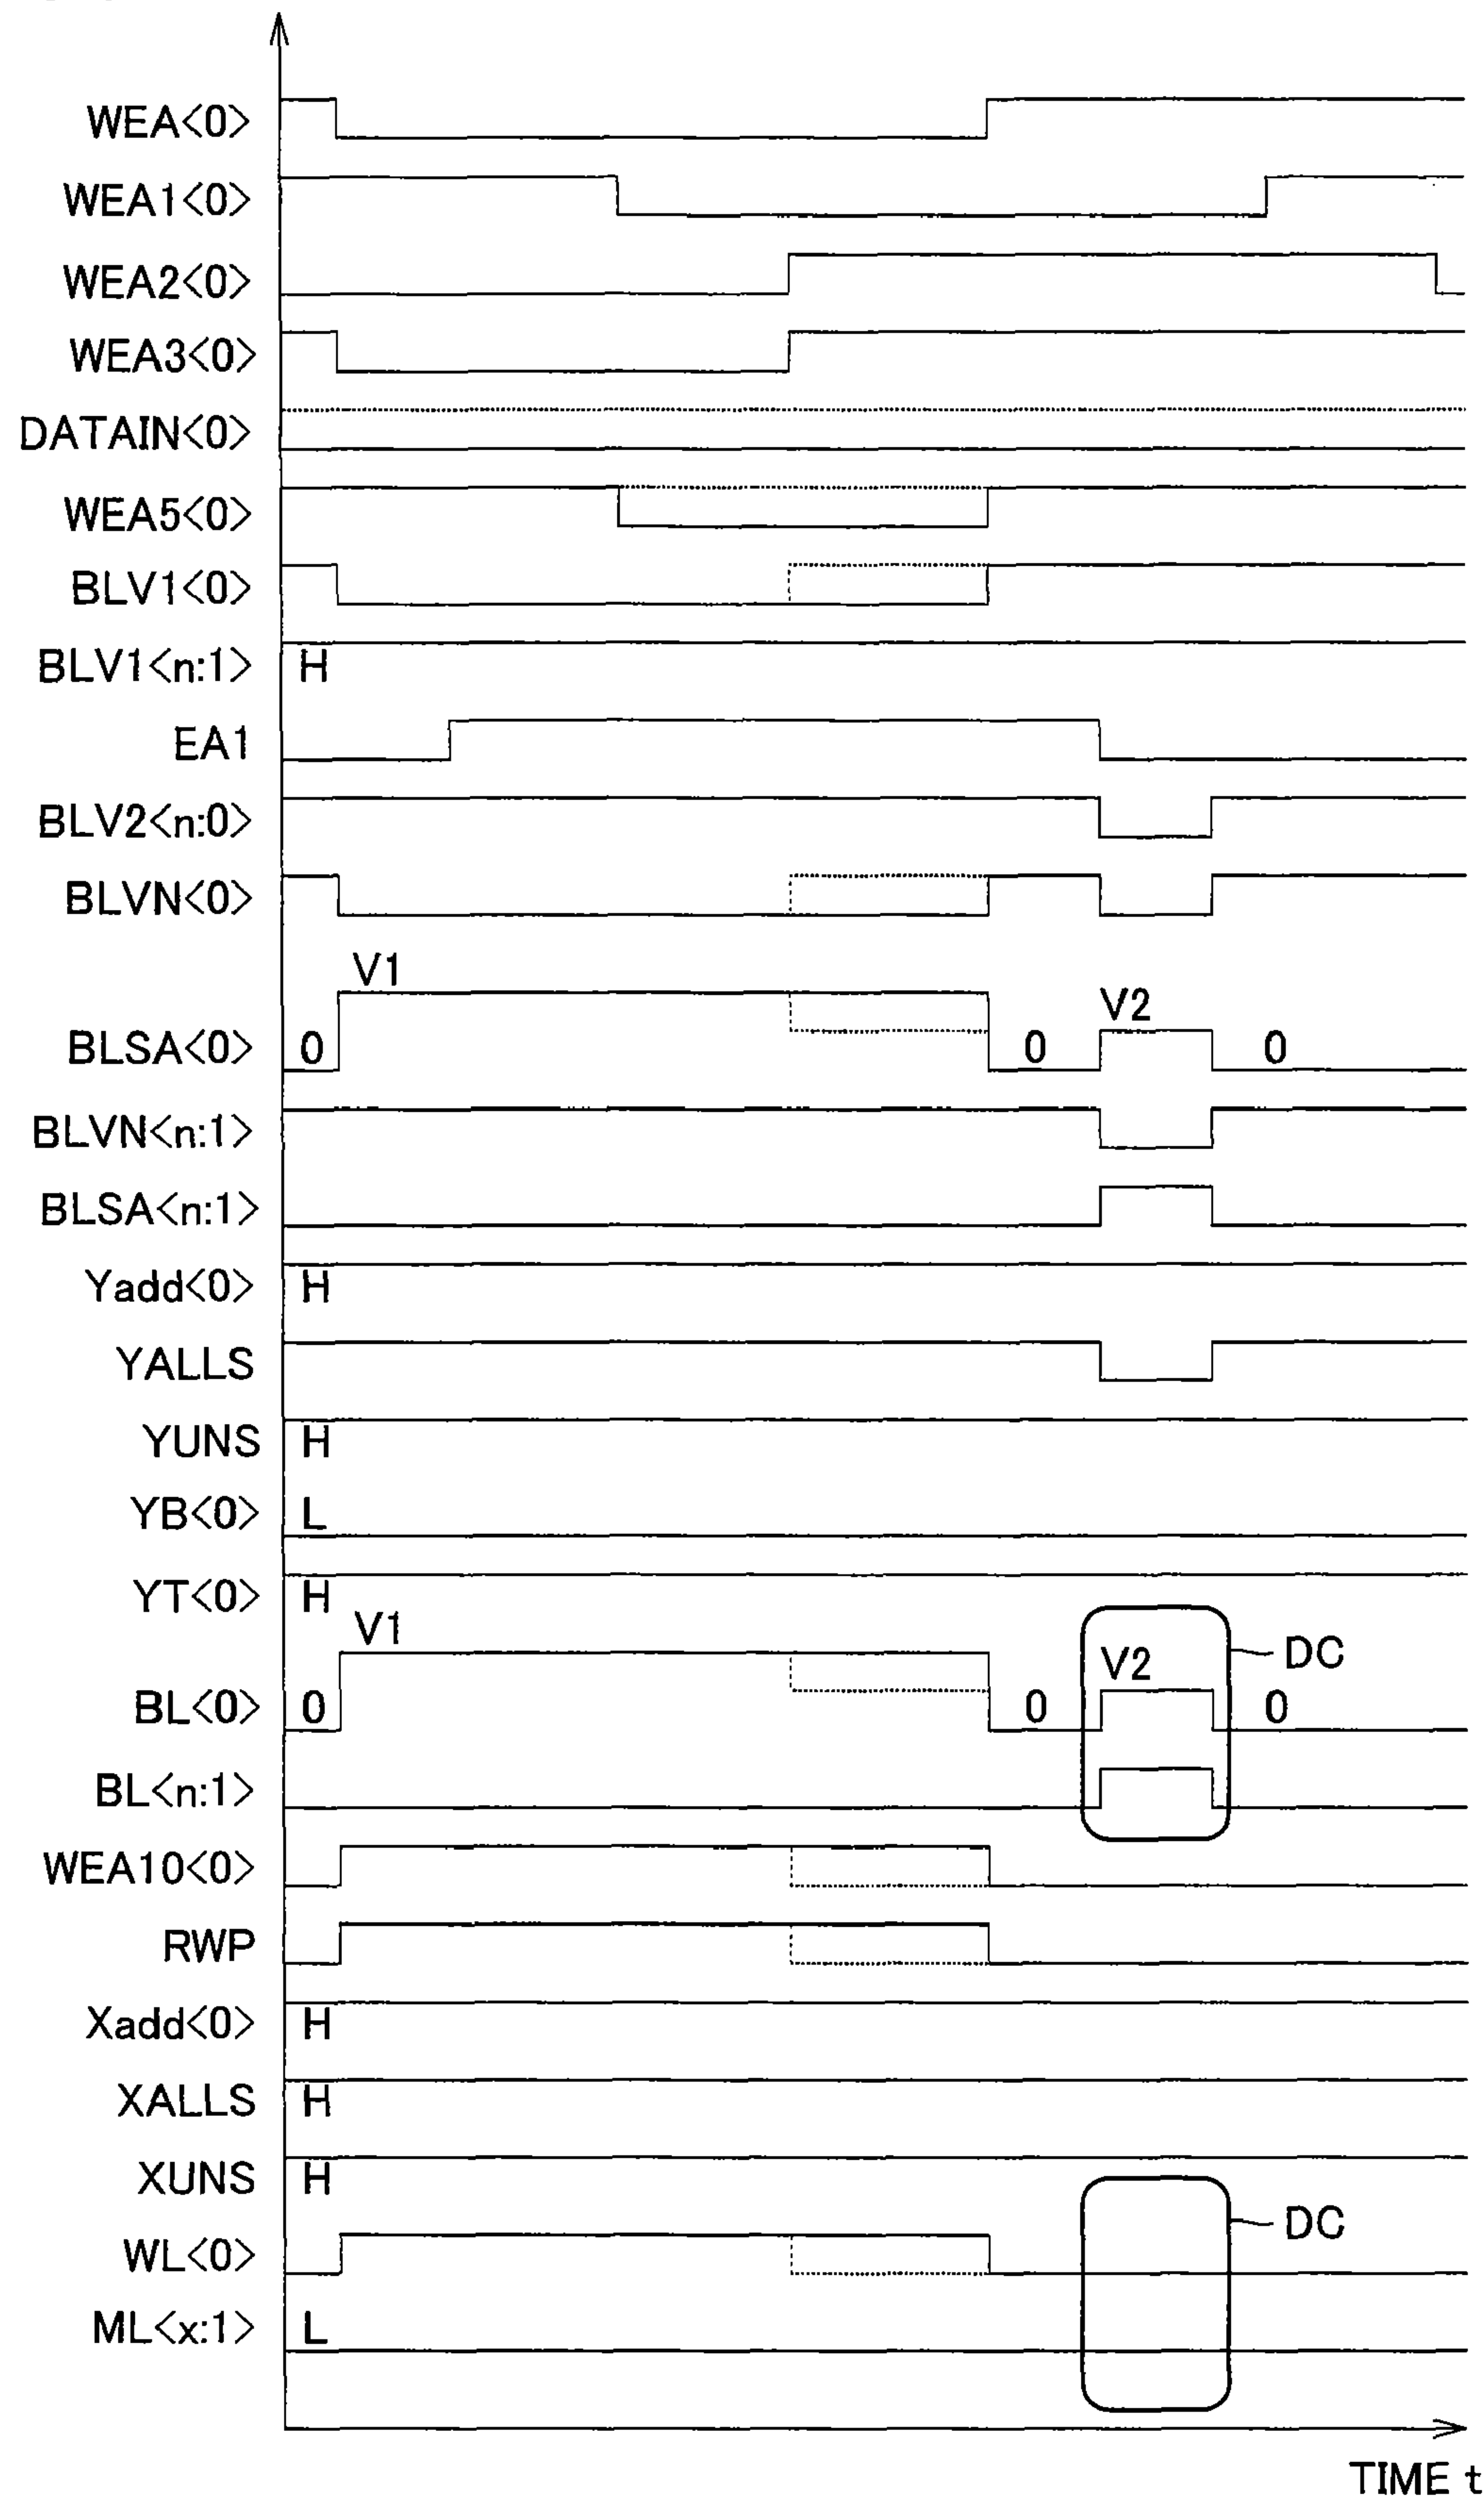 WEA<0>
WEA1<0>
WEA2<0>
WEA3<0>
DATAIN<0>
WEA5<0>
BLV1<0>
BLV1<n:1> H
EA1
BLV2<n:0>
BLVN<0>
V1
V2
BLSA<0> 0 0 0
BLVN<n:1>
BLSA<n:1>
Yadd<0> H
YALLS
YUNS H
YB<0> L
YT<0> H
V1
V2 DC
BL<0> 0 0 0
BL<n:1>
WEA10<0>
RWP
Xadd<0> H
XALLS H
XUNS H
DC
WL<0>
ML<x:1> L
TIME t